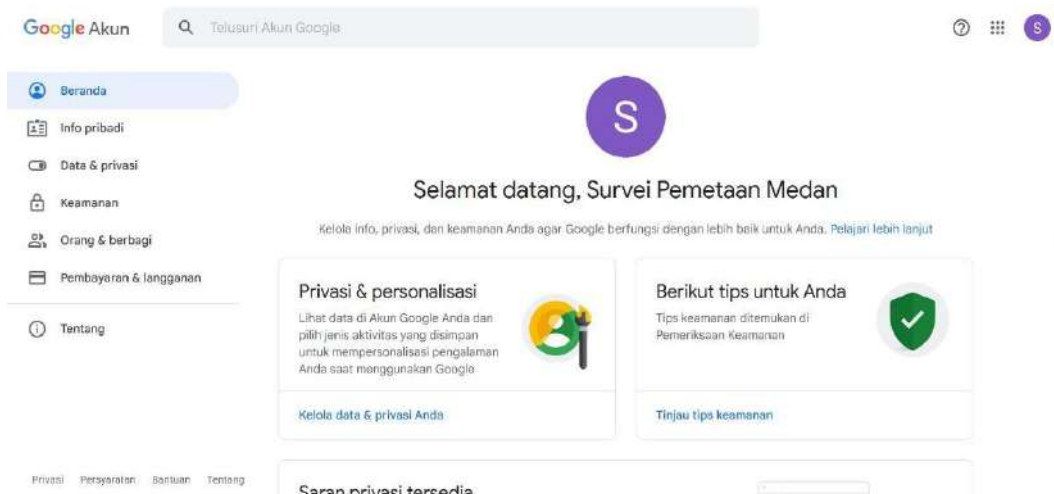 Google Akun
Telusuri Akun Google
S
Beranda
Info pribadi
Data & privasi
Keamanan
Orang & berbagi
Pembayaran & langganan
Tentang
S
Selamat datang, Survei Pemetaan Medan
Kelola info, privasi, dan keamanan Anda agar Google berfungsi dengan lebih baik untuk Anda. Pelajari lebih lanjut
Privasi & personalisasi
Lihat data di Akun Google Anda dan
pilih jenis aktivitas yang disimpan
untuk mempersonalisasi pengalaman
Anda saat menggunakan Google
Kelola data & privasi Anda
Berikut tips untuk Anda
Tips keamanan ditemukan di
Pemeriksaan Keamanan
Tinjau tips keamanan
Saran privasi tersedia
Privasi Persyaratan Bantuan Tentang